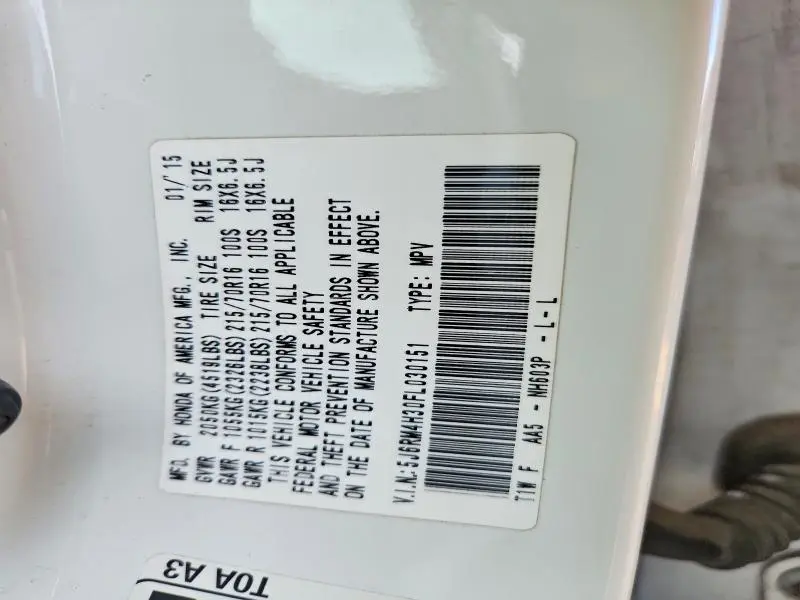 MFD. BY HONDA OF AMERICA MFG., INC. 01/'15
GVWR 2050KG(4519LBS) TIRE SIZE RIM SIZE
GAWR F 1055KG(2326LBS) 215/70R16 100S 16X6.5J
GAWR R 1015KG(2238LBS) 215/70R16 100S 16X6.5J
THIS VEHICLE CONFORMS TO ALL APPLICABLE
FEDERAL MOTOR VEHICLE SAFETY
AND THEFT PREVENTION STANDARDS IN EFFECT
ON THE DATE OF MANUFACTURE SHOWN ABOVE.
V.I.N:5J6RM4H30FL030151 TYPE: MPV
T1W F AA5 - NH603P - L-L
T0A A3